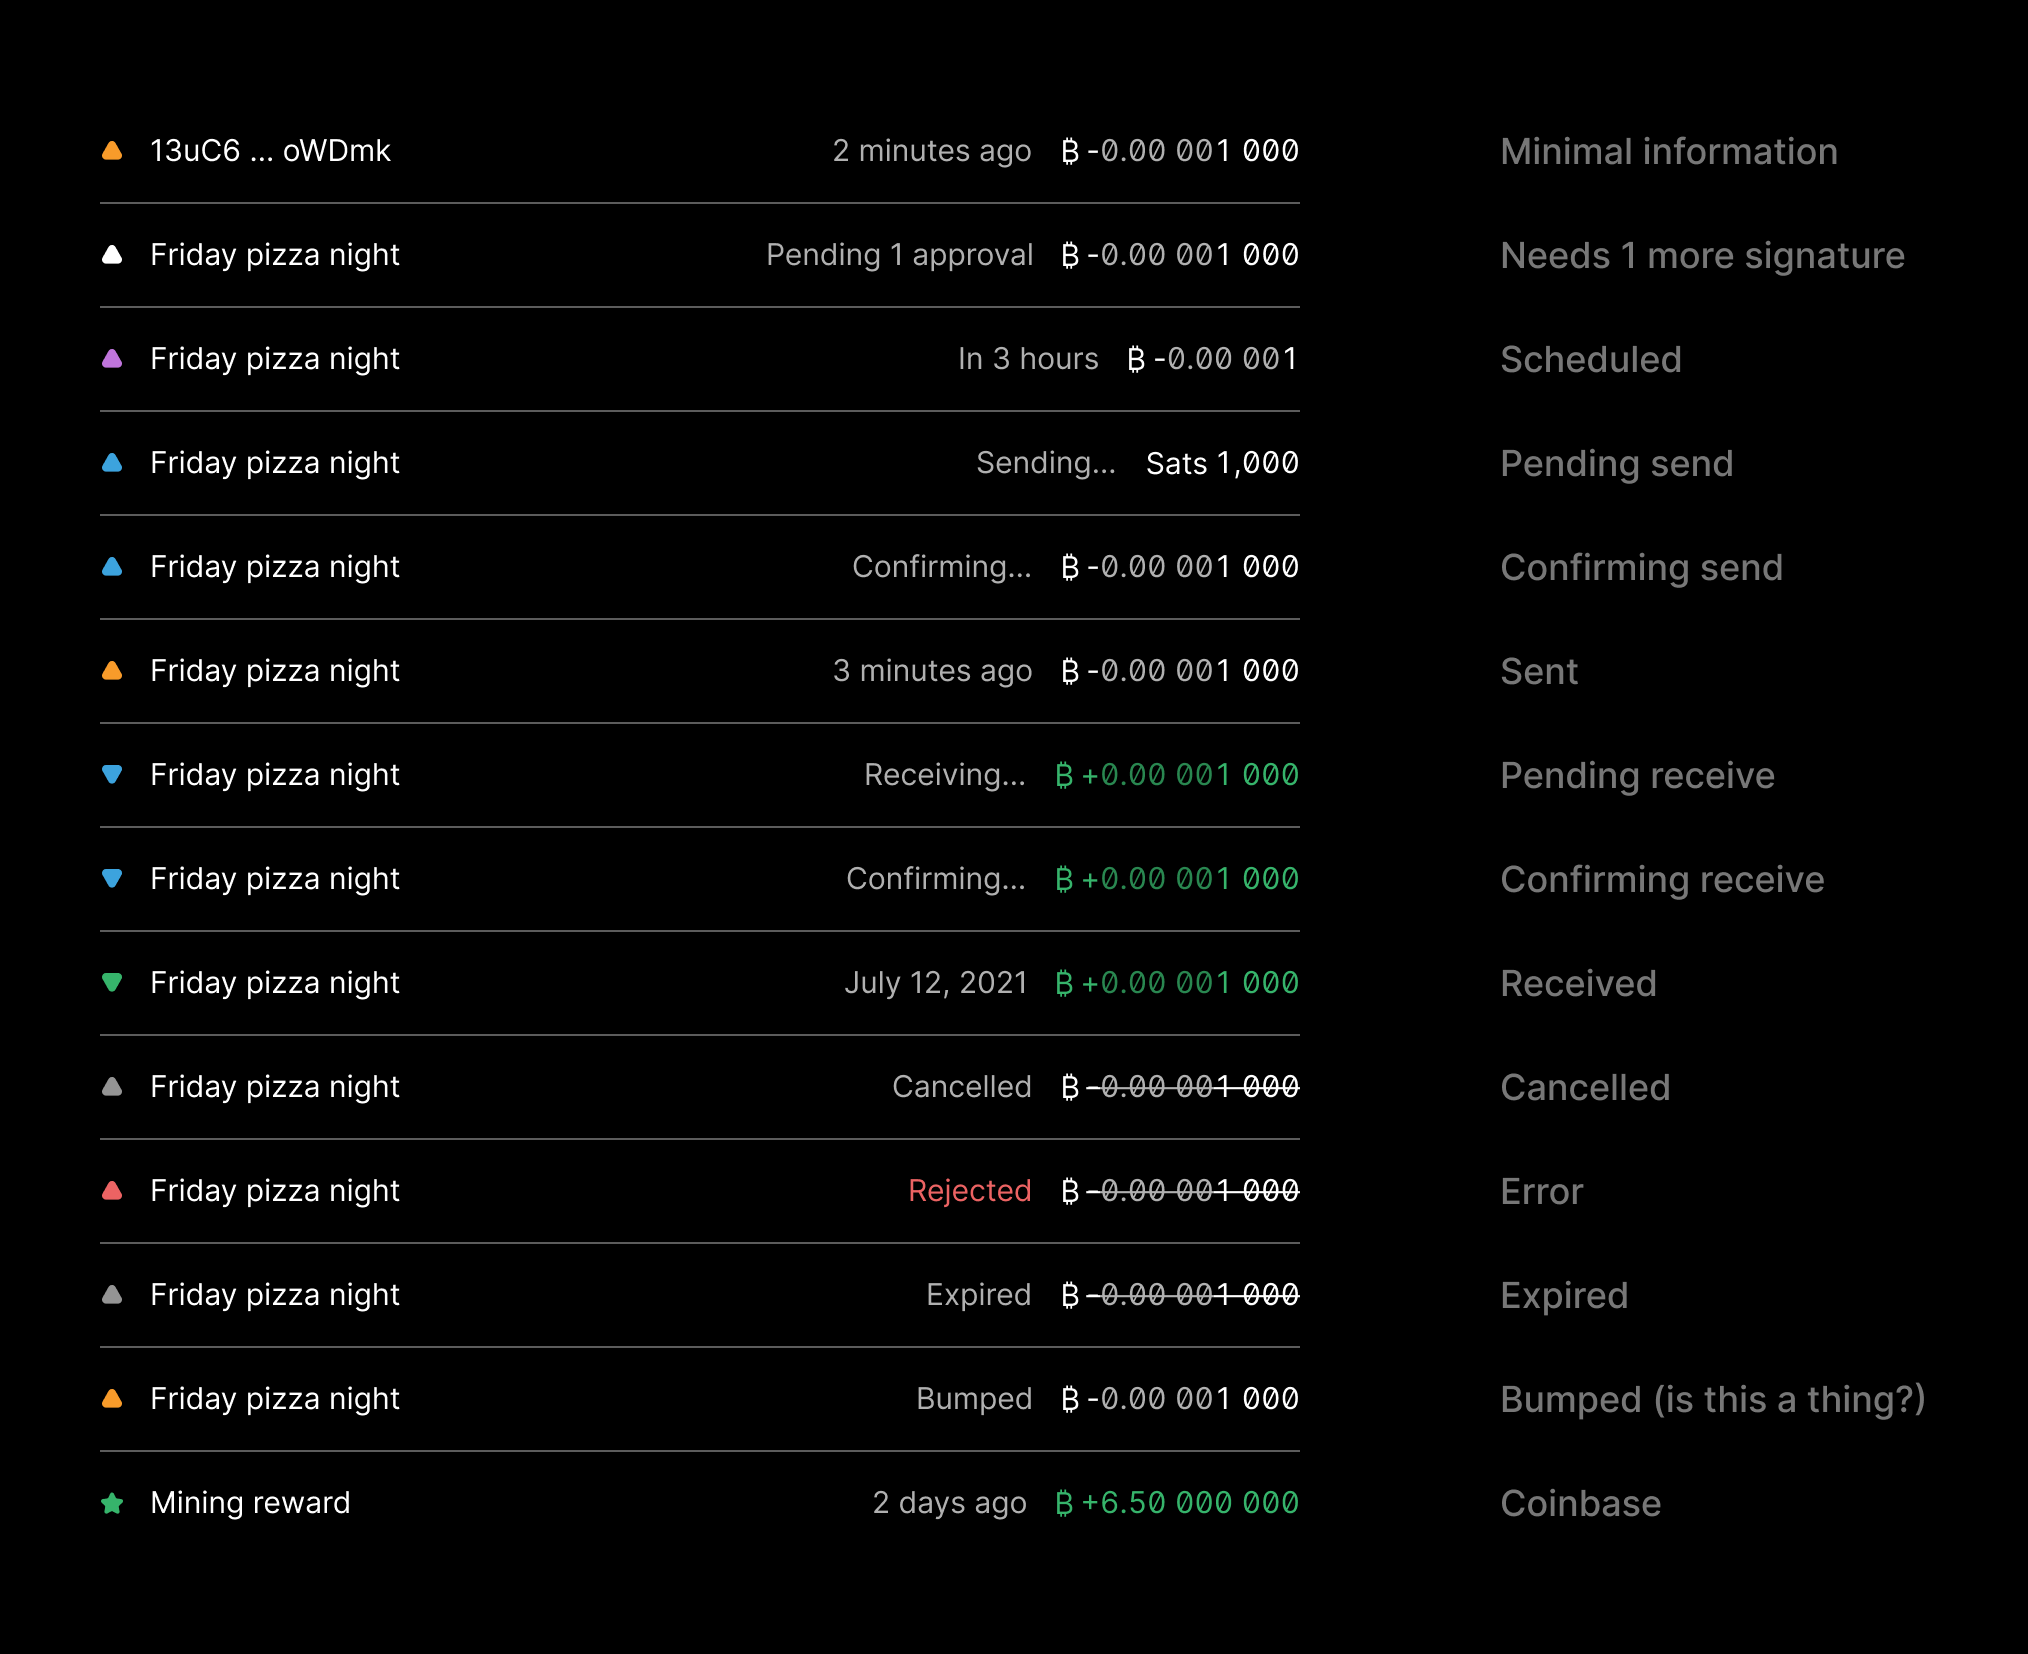 13uC6 ... oWDmk 2 minutes ago ₿ -0.00 001 000 Minimal information
Friday pizza night Pending 1 approval ₿ -0.00 001 000 Needs 1 more signature
Friday pizza night In 3 hours ₿ -0.00 001 Scheduled
Friday pizza night Sending... Sats 1,000 Pending send
Friday pizza night Confirming... ₿ -0.00 001 000 Confirming send
Friday pizza night 3 minutes ago ₿ -0.00 001 000 Sent
Friday pizza night Receiving... ₿ +0.00 001 000 Pending receive
Friday pizza night Confirming... ₿ +0.00 001 000 Confirming receive
Friday pizza night July 12, 2021 ₿ +0.00 001 000 Received
Friday pizza night Cancelled ₿ -0.00 001 000 Cancelled
Friday pizza night Rejected ₿ -0.00 001 000 Error
Friday pizza night Expired ₿ -0.00 001 000 Expired
Friday pizza night Bumped ₿ -0.00 001 000 Bumped (is this a thing?)
Mining reward 2 days ago ₿ +6.50 000 000 Coinbase